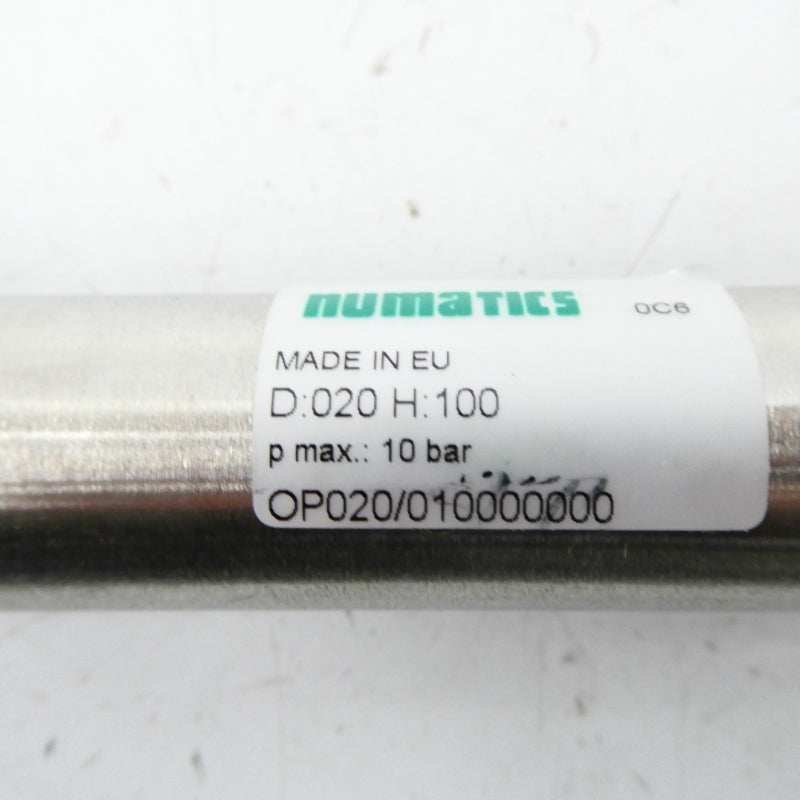 numatics 0C6
MADE IN EU
D:020 H:100
p max.: 10 bar
OP020/010000000